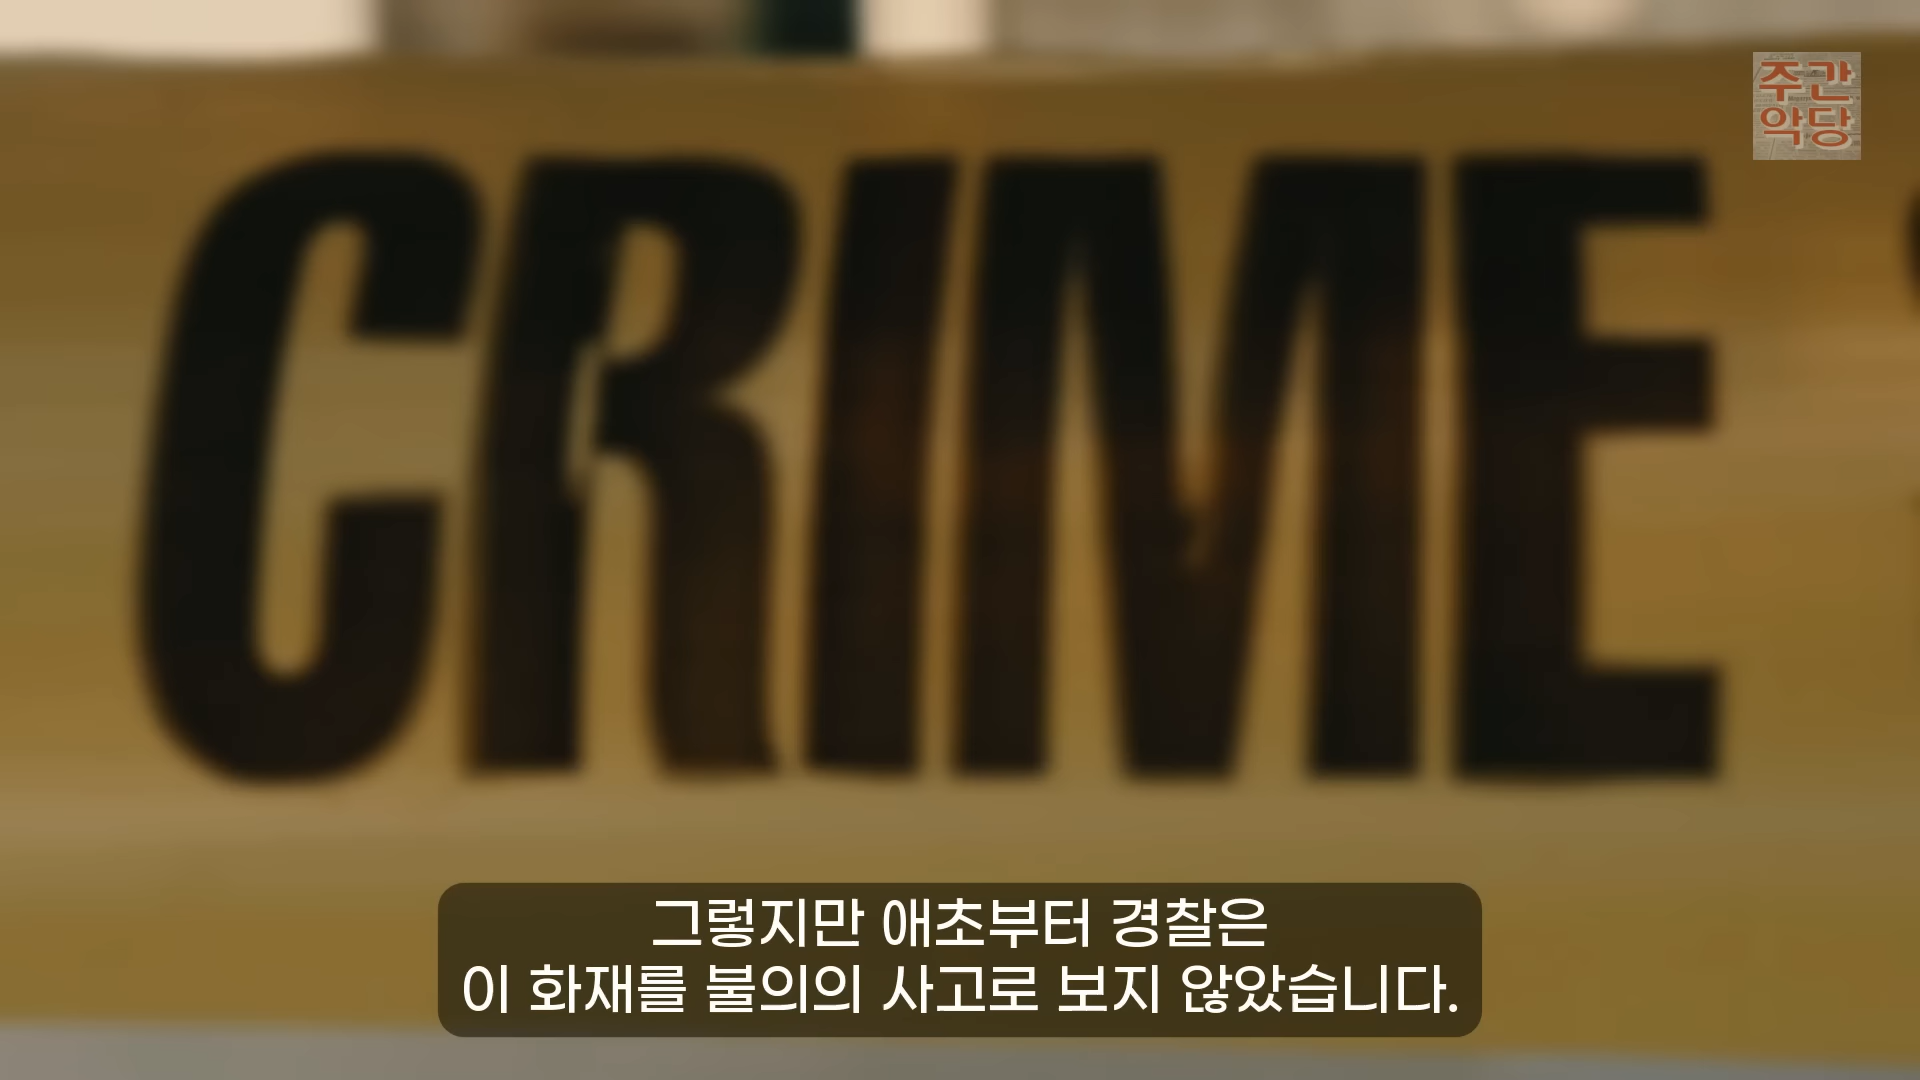 주간
악당
CRIME
그렇지만 애초부터 경찰은
이 화재를 불의의 사고로 보지 않았습니다.